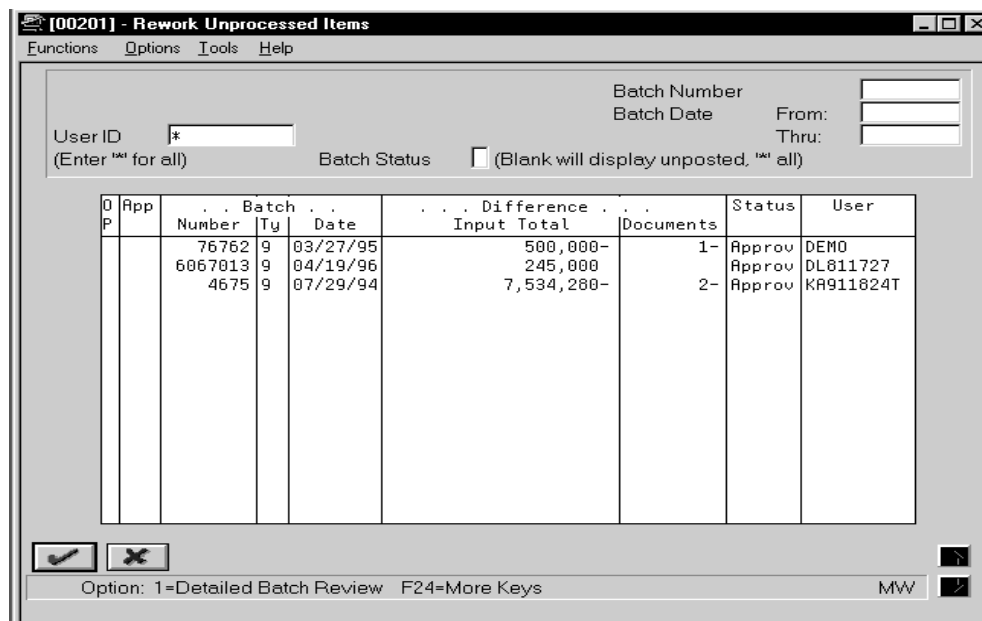 [00201] - Rework Unprocessed Items
Functions Options Tools Help
Batch Number
Batch Date From:
User ID * Thru:
(Enter '*' for all) Batch Status (Blank will display unposted, '*' all)
O App . . Batch . . . . . Difference . . . Status User
P Number Ty Date Input Total Documents
76762 9 03/27/95 500,000- 1- Approv DEMO
6067013 9 04/19/96 245,000 Approv DL811727
4675 9 07/29/94 7,534,280- 2- Approv KA911824T
Option: 1=Detailed Batch Review F24=More Keys MW